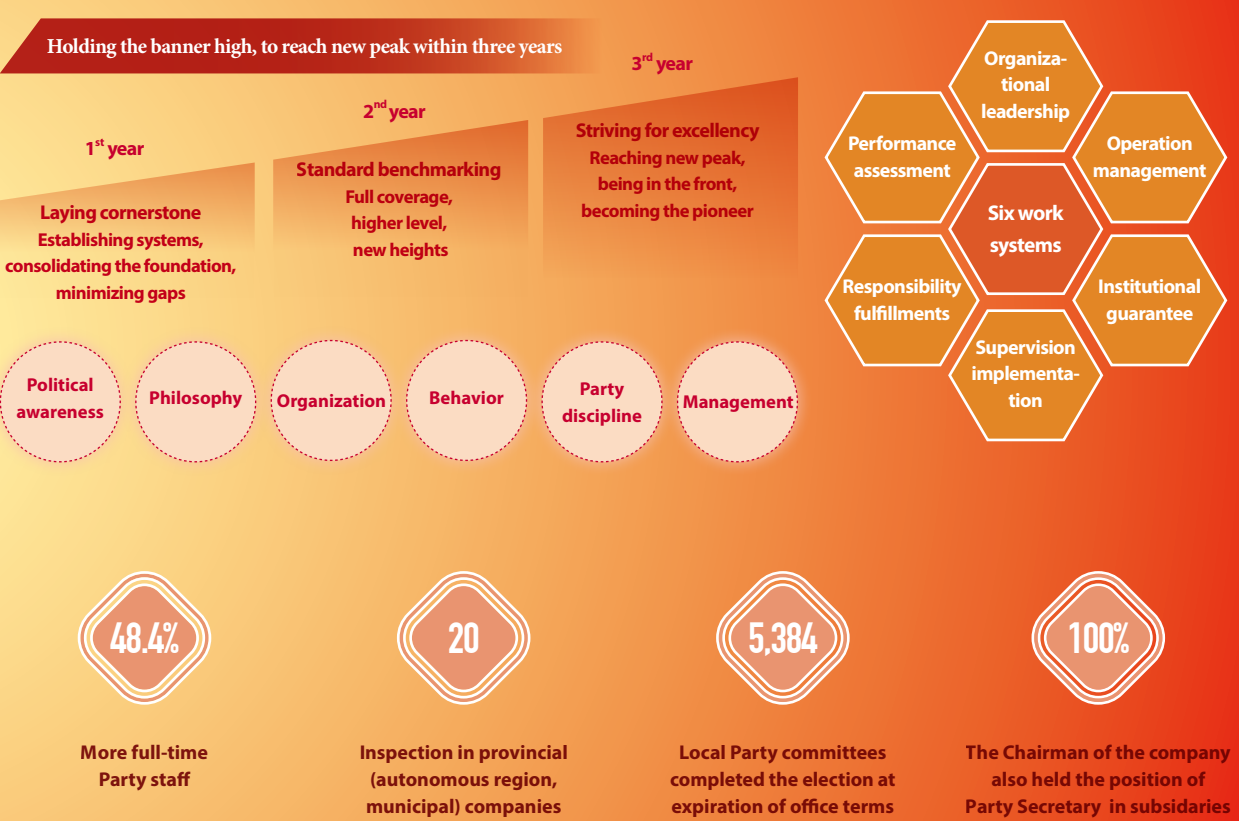 Holding the banner high, to reach new peak within three years
1st year
Laying cornerstone
Establishing systems,
consolidating the foundation,
minimizing gaps
2nd year
Standard benchmarking
Full coverage,
higher level,
new heights
3rd year
Striving for excellency
Reaching new peak,
being in the front,
becoming the pioneer
Organiza-
tional
leadership
Performance
assessment
Operation
management
Six work
systems
Responsibility
fulfillments
Institutional
guarantee
Supervision
implementa-
tion
Political
awareness
Philosophy
Organization
Behavior
Party
discipline
Management
48.4%
More full-time
Party staff
20
Inspection in provincial
(autonomous region,
municipal) companies
5,384
Local Party committees
completed the election at
expiration of office terms
100%
The Chairman of the company
also held the position of
Party Secretary in subsidaries